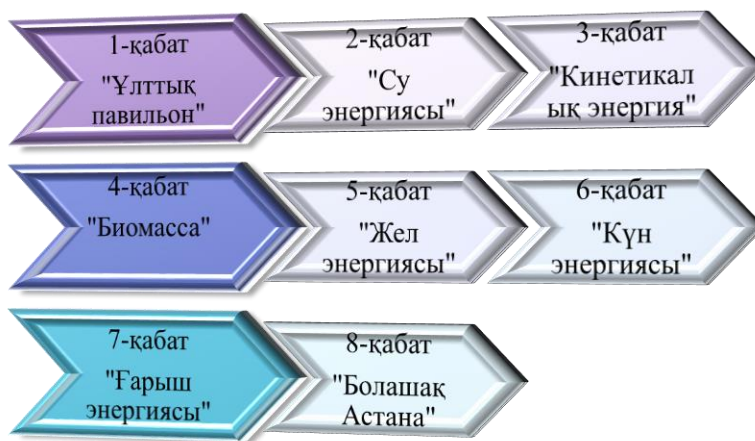 1-қабат
"Ұлттық
павильон"
2-қабат
"Су
энергиясы"
3-қабат
"Кинетикал
ық энергия"
4-қабат
"Биомасса"
5-қабат
"Жел
энергиясы"
6-қабат
"Күн
энергиясы"
7-қабат
"Ғарыш
энергиясы"
8-қабат
"Болашақ
Астана"